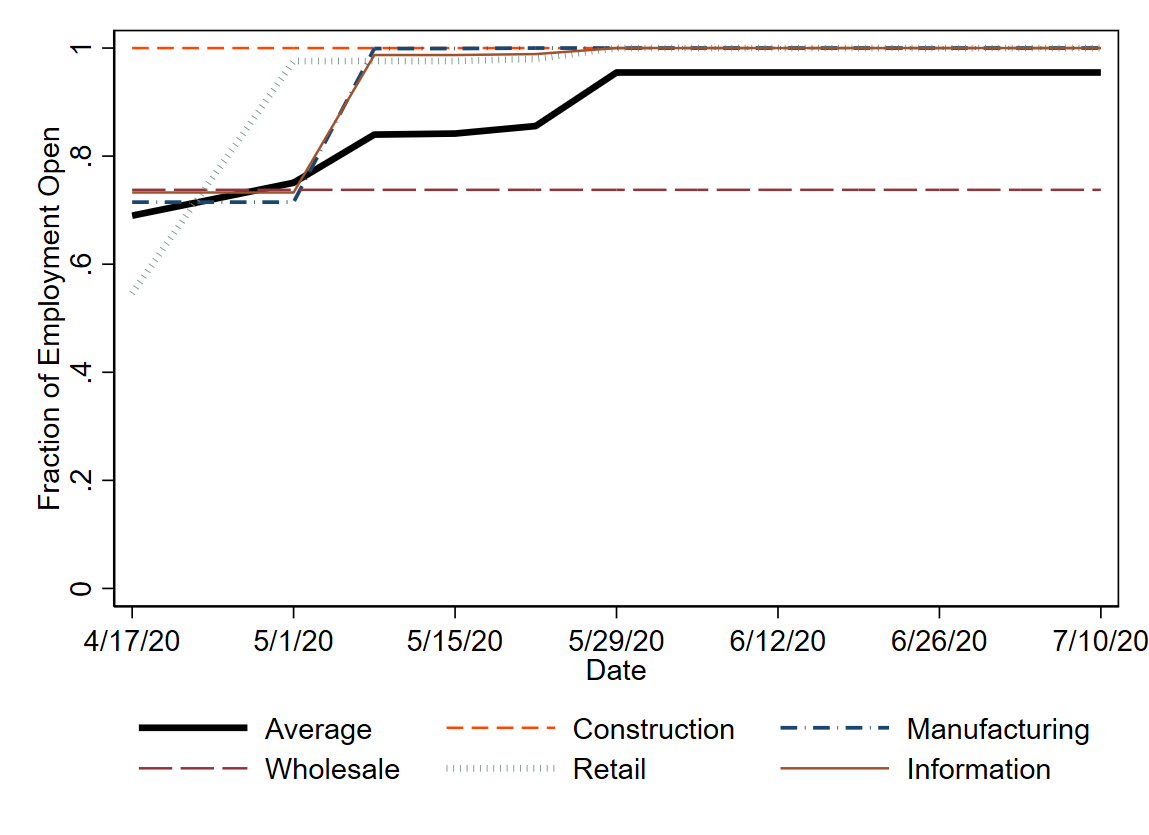 Fraction of Employment Open
1
.8
.6
.4
.2
0
4/17/20 5/1/20 5/15/20 5/29/20 6/12/20 6/26/20 7/10/20
Date
Average Construction Manufacturing
Wholesale Retail Information